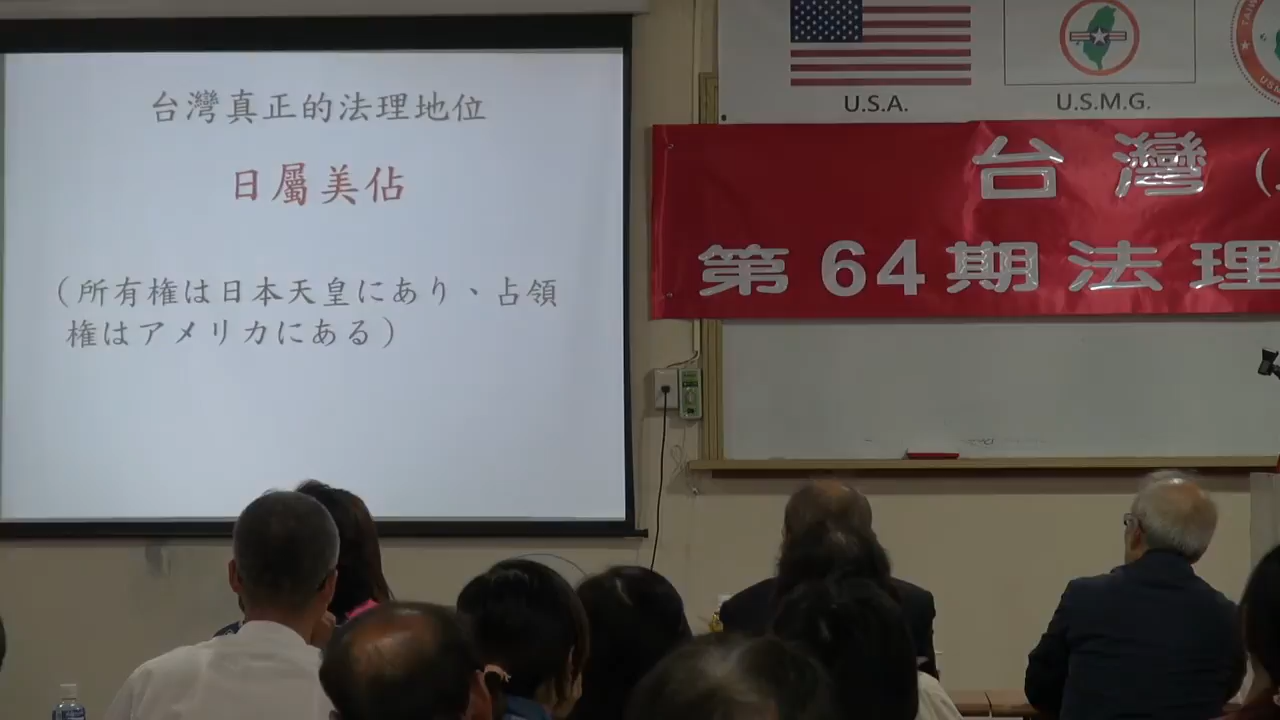 台灣真正的法理地位
日屬美佔
（所有権は日本天皇にあり、占領
権はアメリカにある）
U.S.A.
U.S.M.G.
台灣（
第64期法理